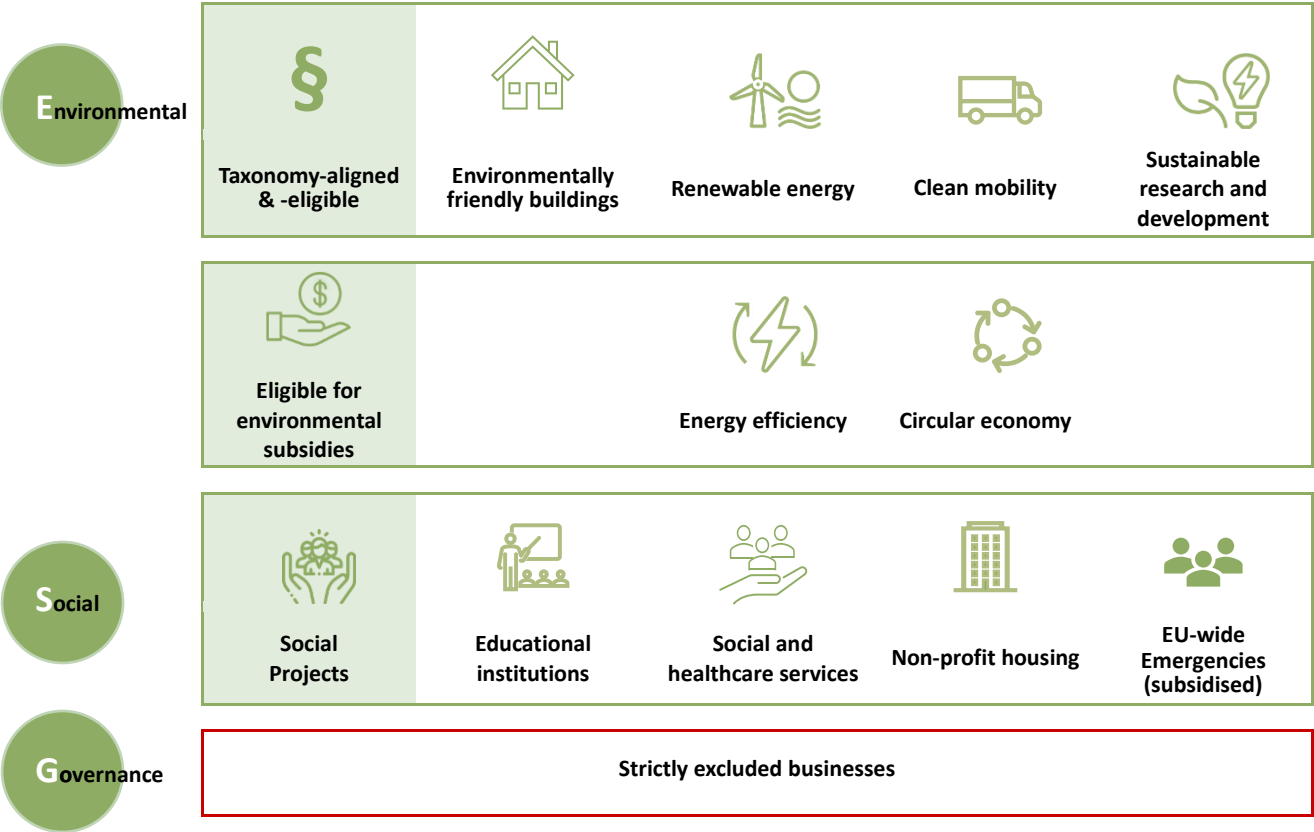 Environmental
§
Taxonomy-aligned
& -eligible
Environmentally
friendly buildings
Renewable energy
Clean mobility
Sustainable
research and
development
$
Eligible for
environmental
subsidies
Energy efficiency
Circular economy
Social
Social
Projects
Educational
institutions
Social and
healthcare services
Non-profit housing
EU-wide
Emergencies
(subsidised)
Governance
Strictly excluded businesses